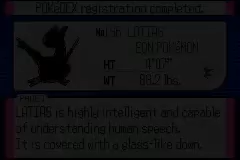 POKéDEX registration completed.
No LATIAS
EON POKéMON
HT 4'07"
WT 88.2 lbs.
LATIAS is highly intelligent and capable
of understanding human speech.
It is covered with a glass-like down.